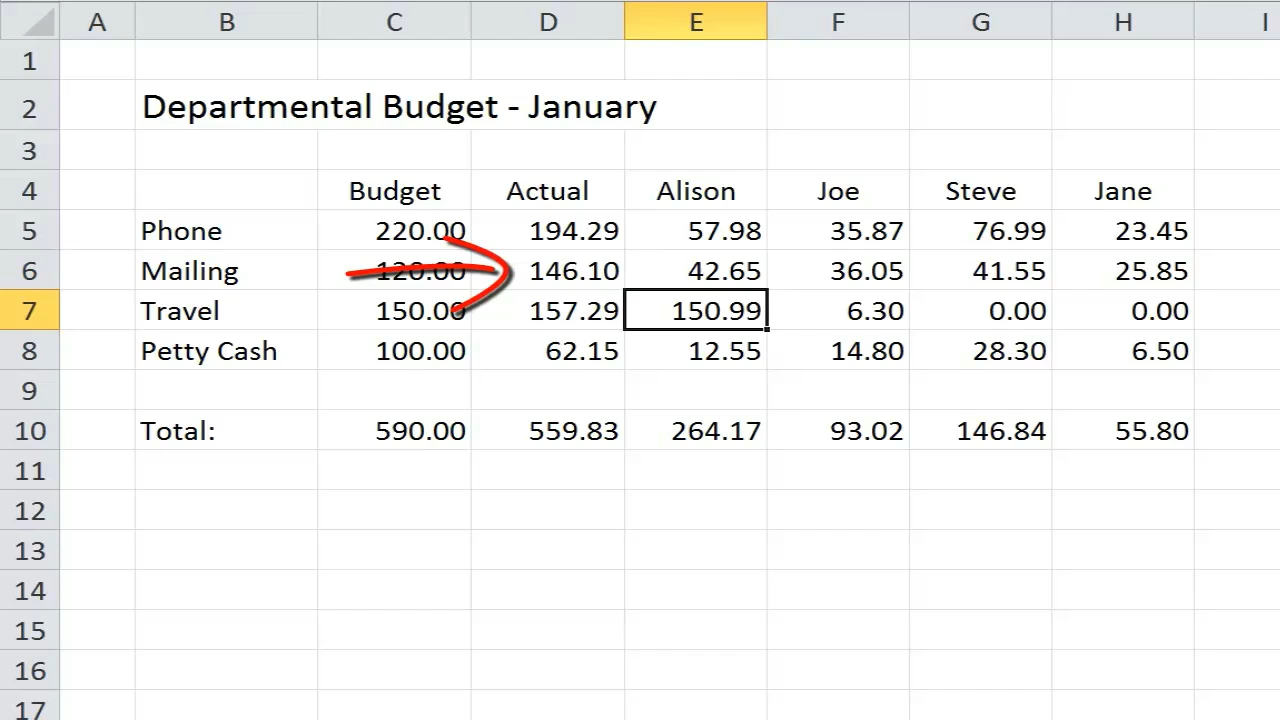 A B C D E F G H I
1
2 Departmental Budget - January
3
4 Budget Actual Alison Joe Steve Jane
5 Phone 220.00 194.29 57.98 35.87 76.99 23.45
6 Mailing 120.00 146.10 42.65 36.05 41.55 25.85
7 Travel 150.00 157.29 150.99 6.30 0.00 0.00
8 Petty Cash 100.00 62.15 12.55 14.80 28.30 6.50
9
10 Total: 590.00 559.83 264.17 93.02 146.84 55.80
11
12
13
14
15
16
17